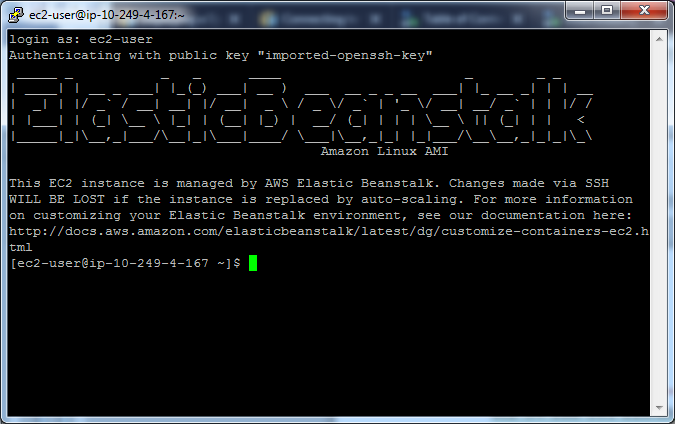 ec2-user@ip-10-249-4-167:~
login as: ec2-user
Authenticating with public key "imported-openssh-key"
ElasticBeanstalk
Amazon Linux AMI
This EC2 instance is managed by AWS Elastic Beanstalk. Changes made via SSH
WILL BE LOST if the instance is replaced by auto-scaling. For more information
on customizing your Elastic Beanstalk environment, see our documentation here:
http://docs.aws.amazon.com/elasticbeanstalk/latest/dg/customize-containers-ec2.h
tml
[ec2-user@ip-10-249-4-167 ~]$